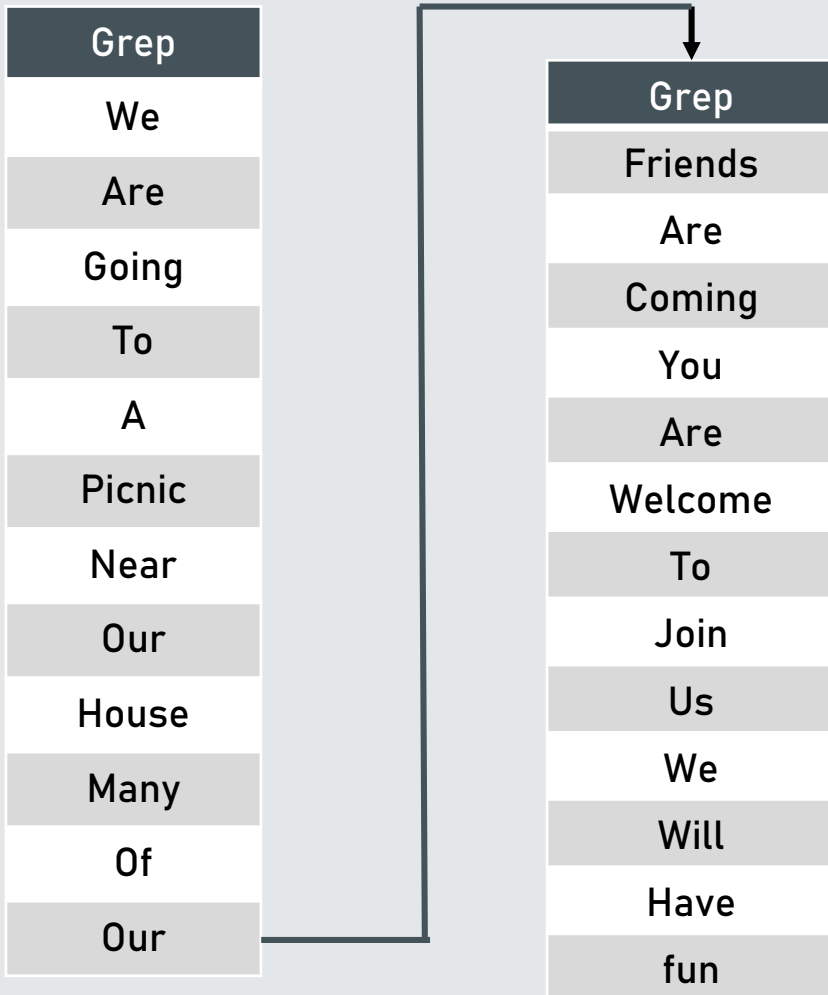 Grep
We
Are
Going
To
A
Picnic
Near
Our
House
Many
Of
Our
Grep
Friends
Are
Coming
You
Are
Welcome
To
Join
Us
We
Will
Have
fun